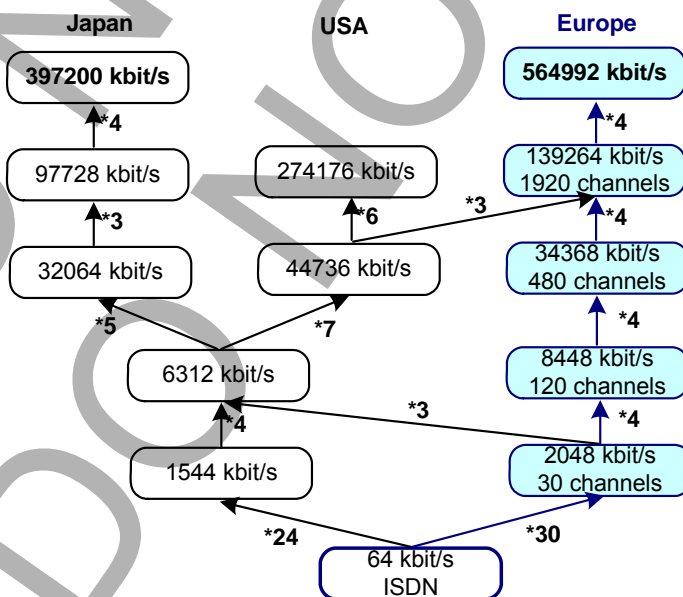 Japan
USA
Europe
397200 kbit/s
564992 kbit/s
*4
*4
97728 kbit/s
274176 kbit/s
139264 kbit/s
1920 channels
*3
*6
*3
*4
32064 kbit/s
44736 kbit/s
34368 kbit/s
480 channels
*5
*7
*4
6312 kbit/s
8448 kbit/s
120 channels
*4
*3
*4
1544 kbit/s
2048 kbit/s
30 channels
*24
*30
64 kbit/s
ISDN